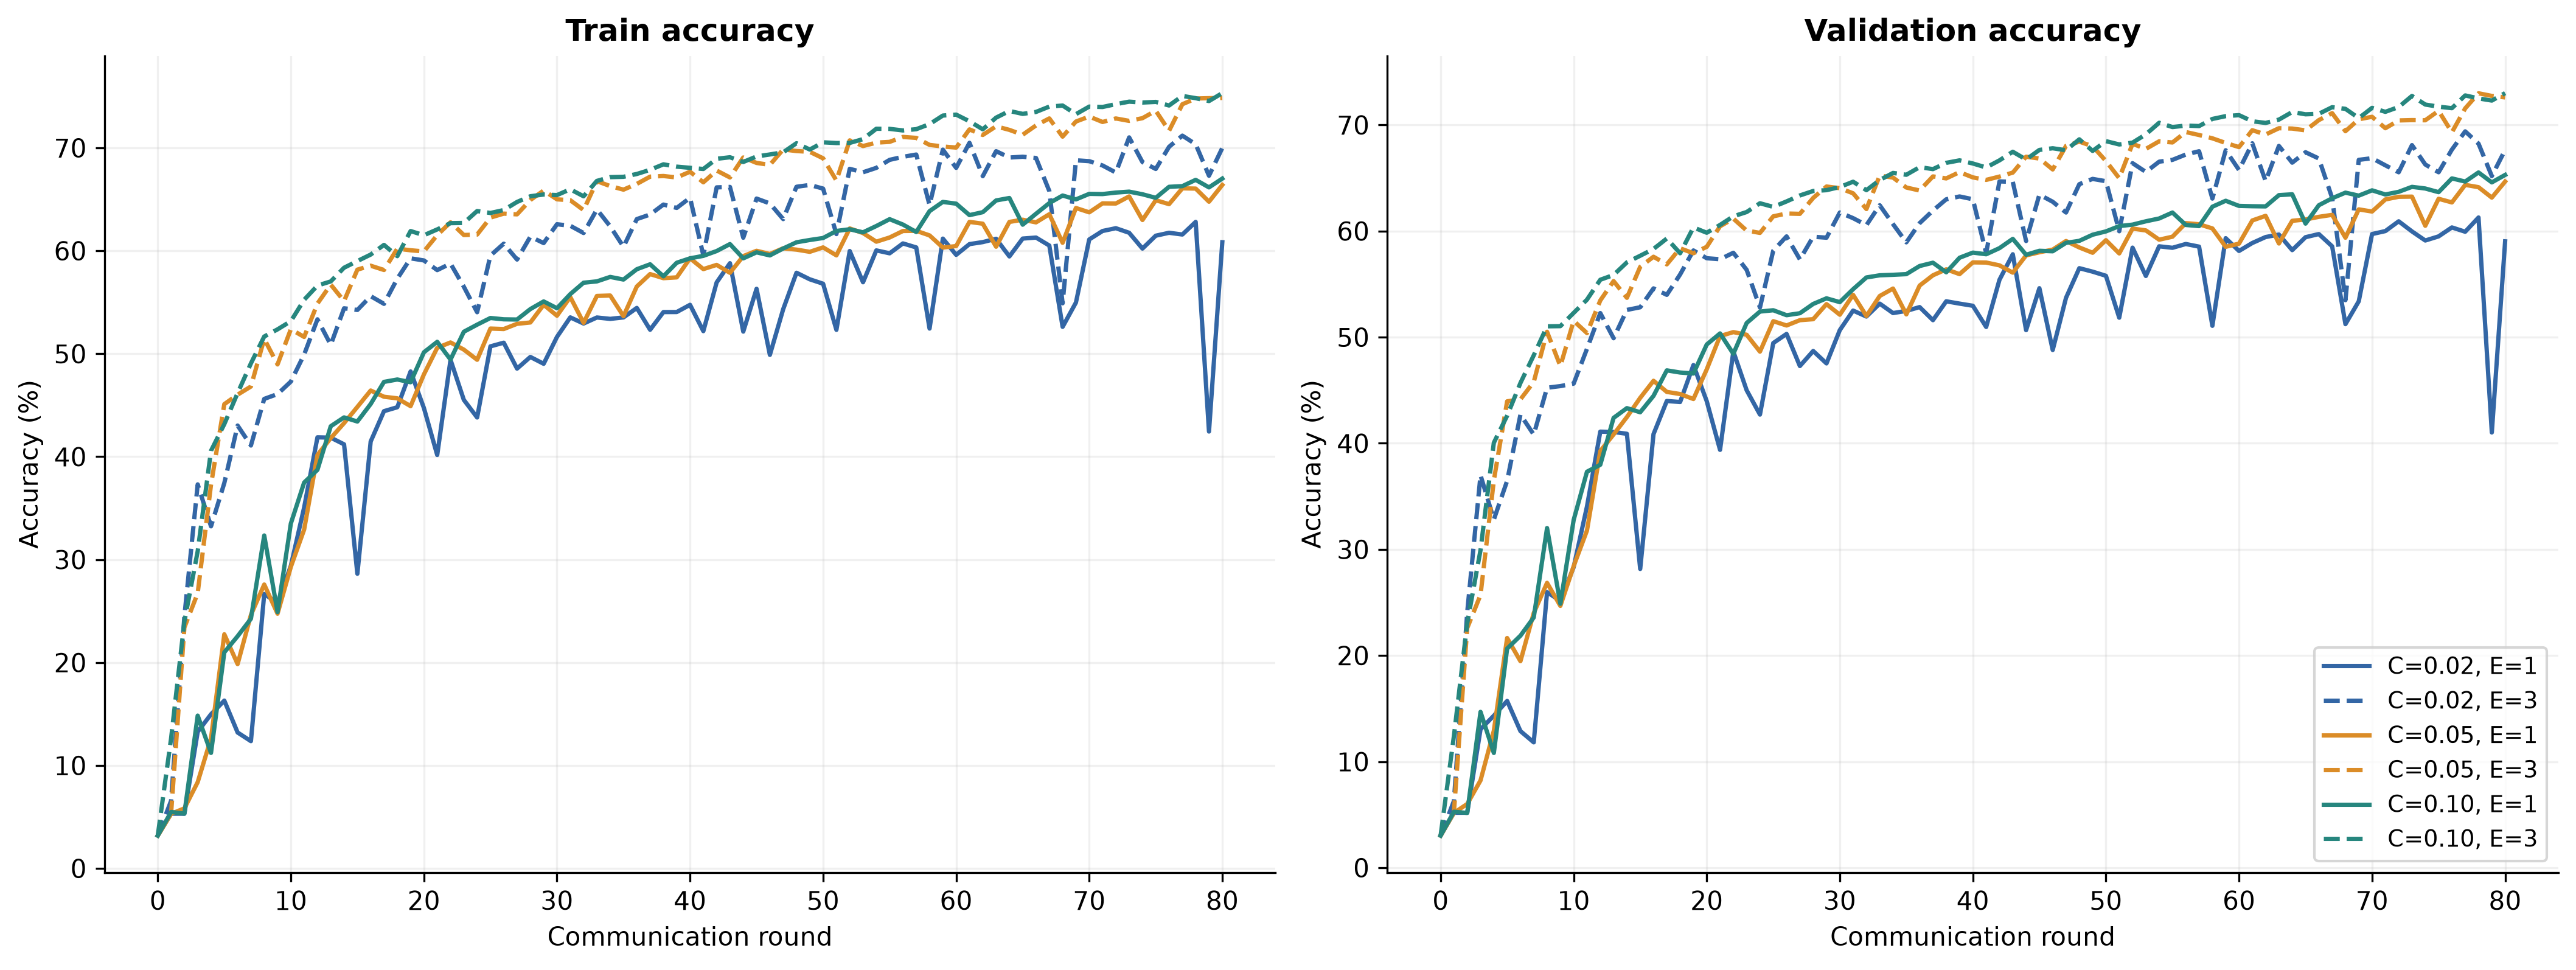 Train accuracy
Accuracy (%)
70
60
50
40
30
20
10
0
0 10 20 30 40 50 60 70 80
Communication round
Validation accuracy
Accuracy (%)
70
60
50
40
30
20
10
0
0 10 20 30 40 50 60 70 80
Communication round
C=0.02, E=1
C=0.02, E=3
C=0.05, E=1
C=0.05, E=3
C=0.10, E=1
C=0.10, E=3